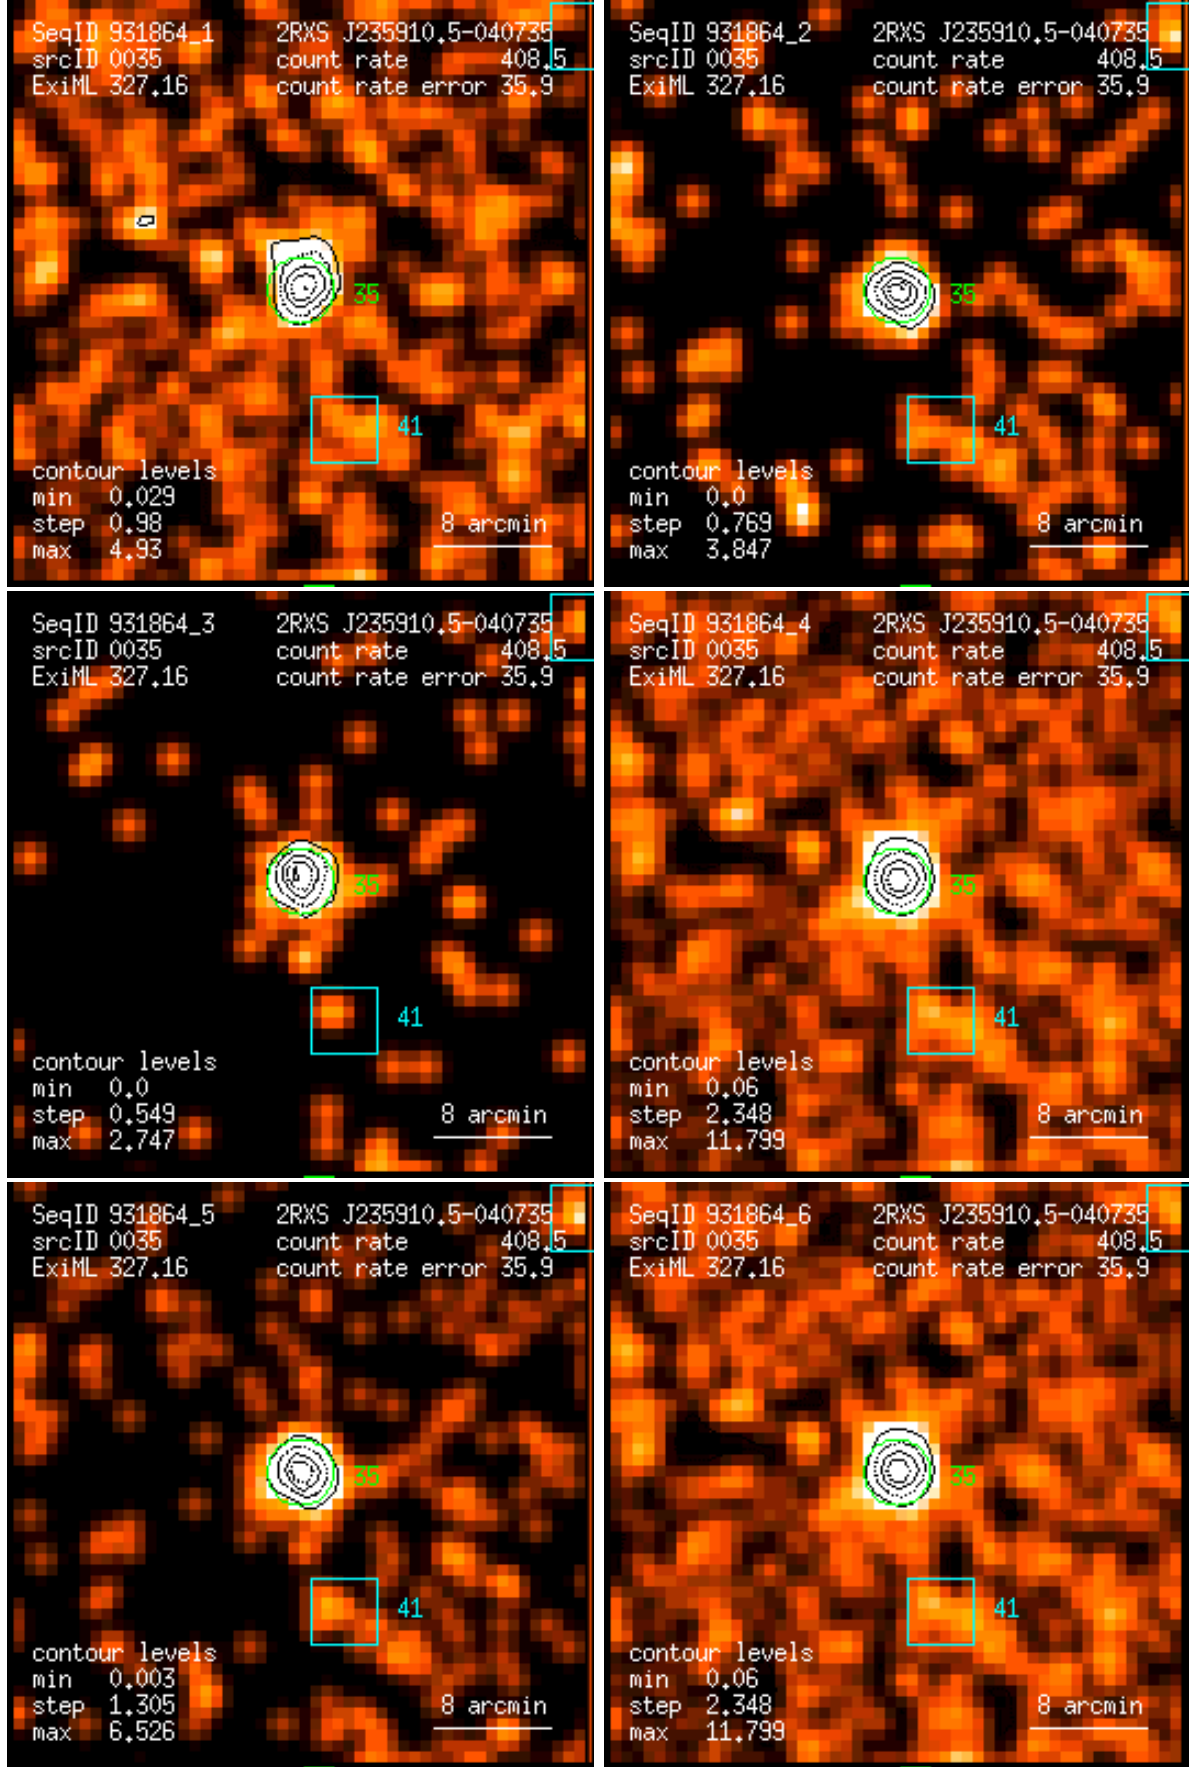 SeqID 931864_1 2RXS J235910.5-040735
srcID 0035 count rate 408.5
ExiML 327.16 count rate error 35.9
35
41
contour levels
min 0.029
step 0.98 8 arcmin
max 4.93
SeqID 931864_2 2RXS J235910.5-040735
srcID 0035 count rate 408.5
ExiML 327.16 count rate error 35.9
35
41
contour levels
min 0.0
step 0.769 8 arcmin
max 3.847
SeqID 931864_3 2RXS J235910.5-040735
srcID 0035 count rate 408.5
ExiML 327.16 count rate error 35.9
35
41
contour levels
min 0.0
step 0.549 8 arcmin
max 2.747
SeqID 931864_4 2RXS J235910.5-040735
srcID 0035 count rate 408.5
ExiML 327.16 count rate error 35.9
35
41
contour levels
min 0.06
step 2.348 8 arcmin
max 11.799
SeqID 931864_5 2RXS J235910.5-040735
srcID 0035 count rate 408.5
ExiML 327.16 count rate error 35.9
35
41
contour levels
min 0.003
step 1.305 8 arcmin
max 6.526
SeqID 931864_6 2RXS J235910.5-040735
srcID 0035 count rate 408.5
ExiML 327.16 count rate error 35.9
35
41
contour levels
min 0.06
step 2.348 8 arcmin
max 11.799